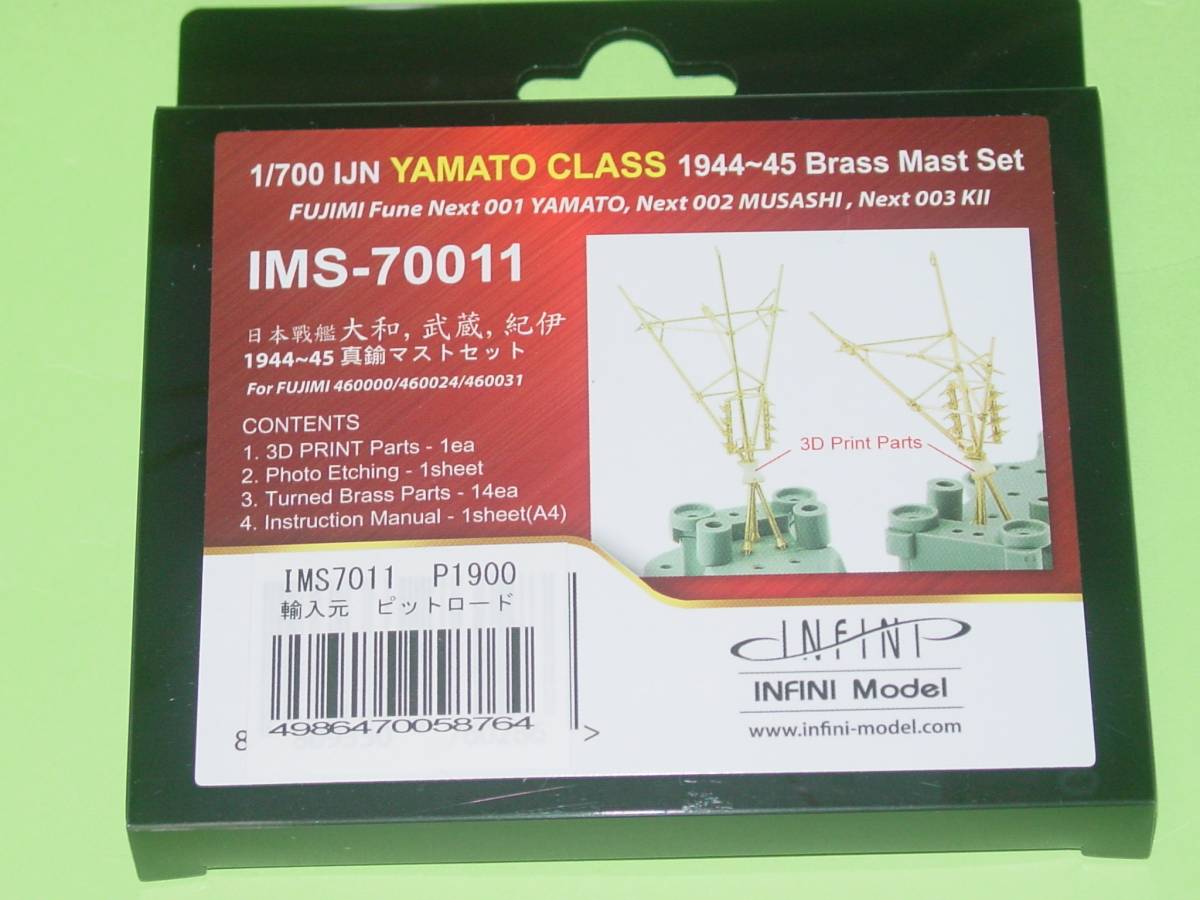 1/700 IJN YAMATO CLASS 1944~45 Brass Mast Set
FUJIMI Fune Next 001 YAMATO, Next 002 MUSASHI , Next 003 KII
IMS-70011
日本戰艦 大和, 武蔵, 紀伊
1944~45 真鍮マストセット
For FUJIMI 460000/460024/460031
CONTENTS
1. 3D PRINT Parts - 1ea
2. Photo Etching - 1sheet
3. Turned Brass Parts - 14ea
4. Instruction Manual - 1sheet(A4)
3D Print Parts
IMS7011 P1900
輸入元 ピットロード
4986470058764
8 >
INFINI
INFINI Model
www.infini-model.com